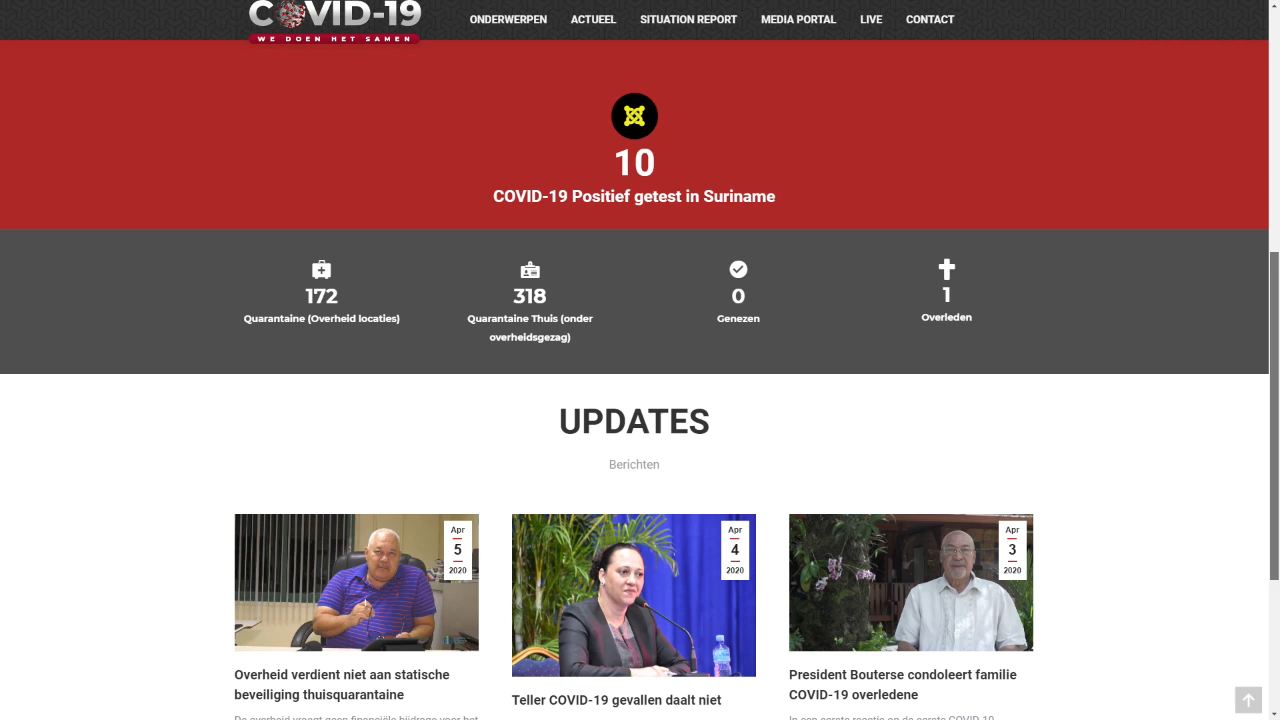 COVID-19
WE DOEN HET SAMEN
ONDERWERPEN ACTUEEL SITUATION REPORT MEDIA PORTAL LIVE CONTACT
10
COVID-19 Positief getest in Suriname
172
Quarantaine (Overheid locaties)
318
Quarantaine Thuis (onder
overheidsgezag)
0
Genezen
1
Overleden
UPDATES
Berichten
Apr
5
2020
Overheid verdient niet aan statische
beveiliging thuisquarantaine
Apr
4
2020
Teller COVID-19 gevallen daalt niet
Apr
3
2020
President Bouterse condoleert familie
COVID-19 overledene